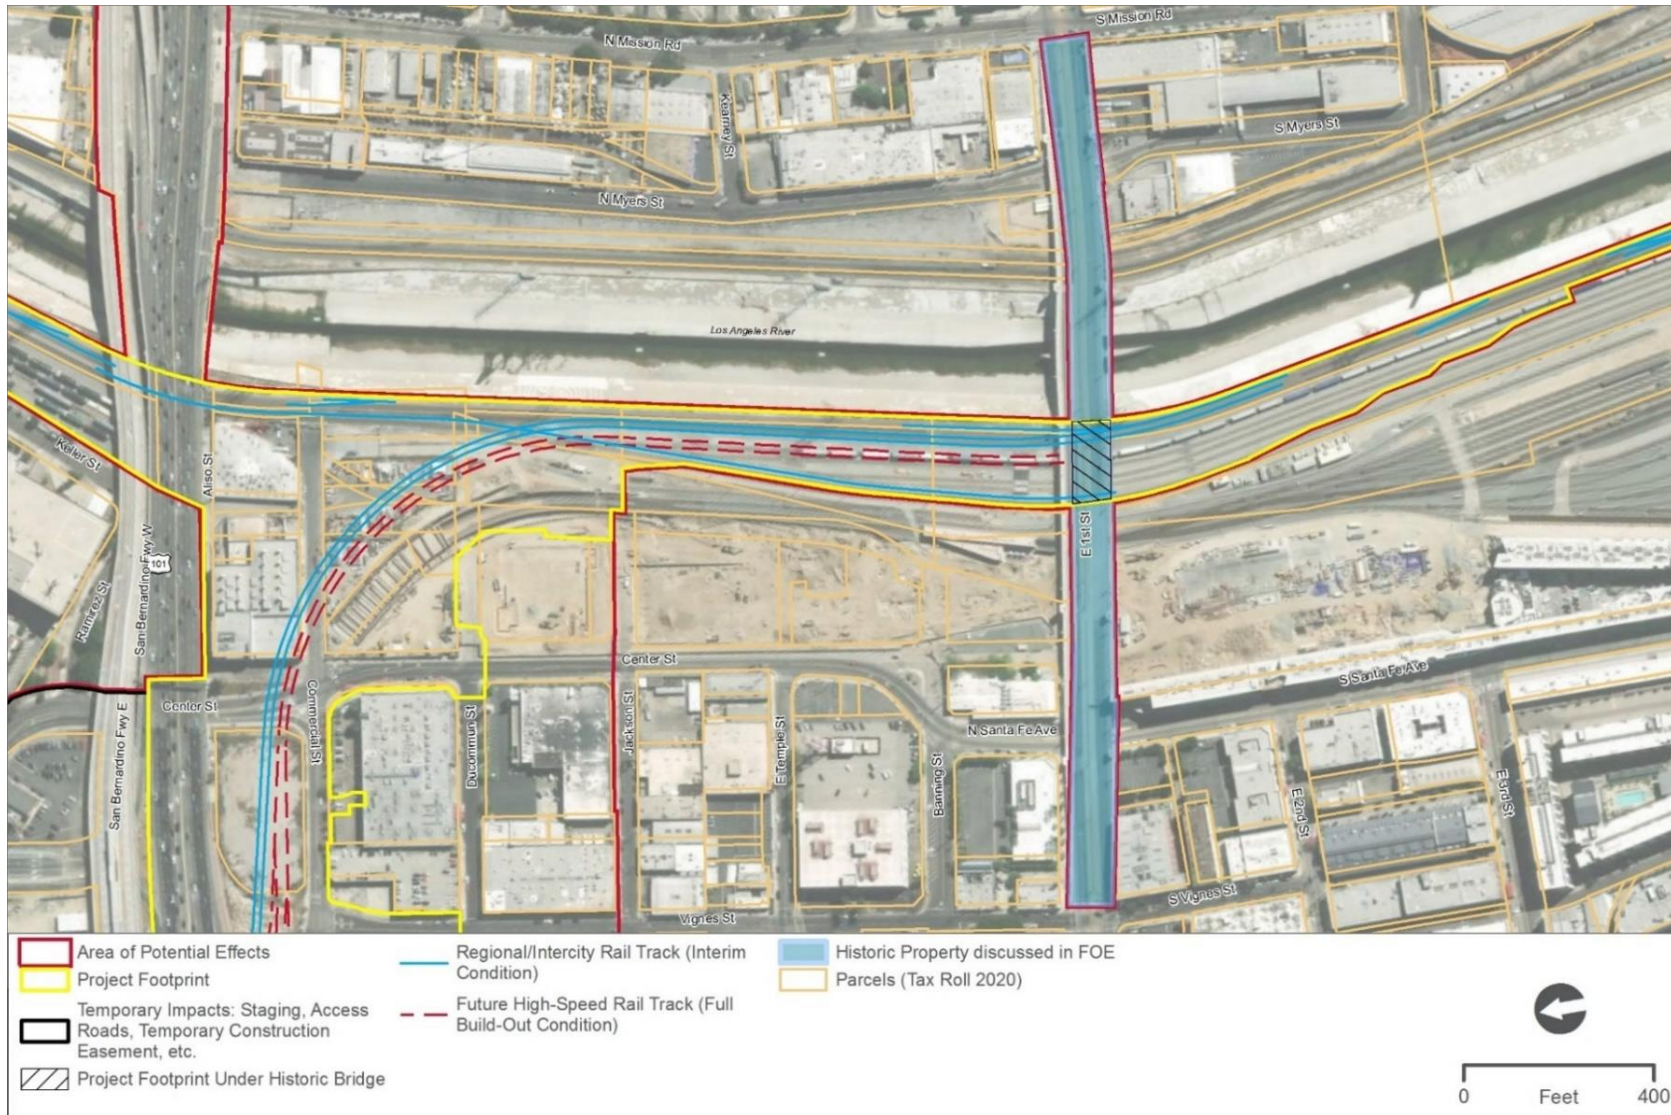 S Mission Rd
N Mission Rd
Kearney St
S Myers St
N Myers St
Los Angeles River
Keller St
Aliso St
Ramirez St
San Bernardino Fwy W
101
E 1st St
Center St
S Santa Fe Ave
Center St
Commercial St
Ducommun St
Jackson St
E Temple St
N Santa Fe Ave
Banning St
San Bernardino Fwy E
E 2nd St
E 3rd St
S Vignes St
Vignes St
Area of Potential Effects
Project Footprint
Temporary Impacts: Staging, Access
Roads, Temporary Construction
Easement, etc.
Project Footprint Under Historic Bridge
Regional/Intercity Rail Track (Interim
Condition)
Future High-Speed Rail Track (Full
Build-Out Condition)
Historic Property discussed in FOE
Parcels (Tax Roll 2020)
0
Feet
400